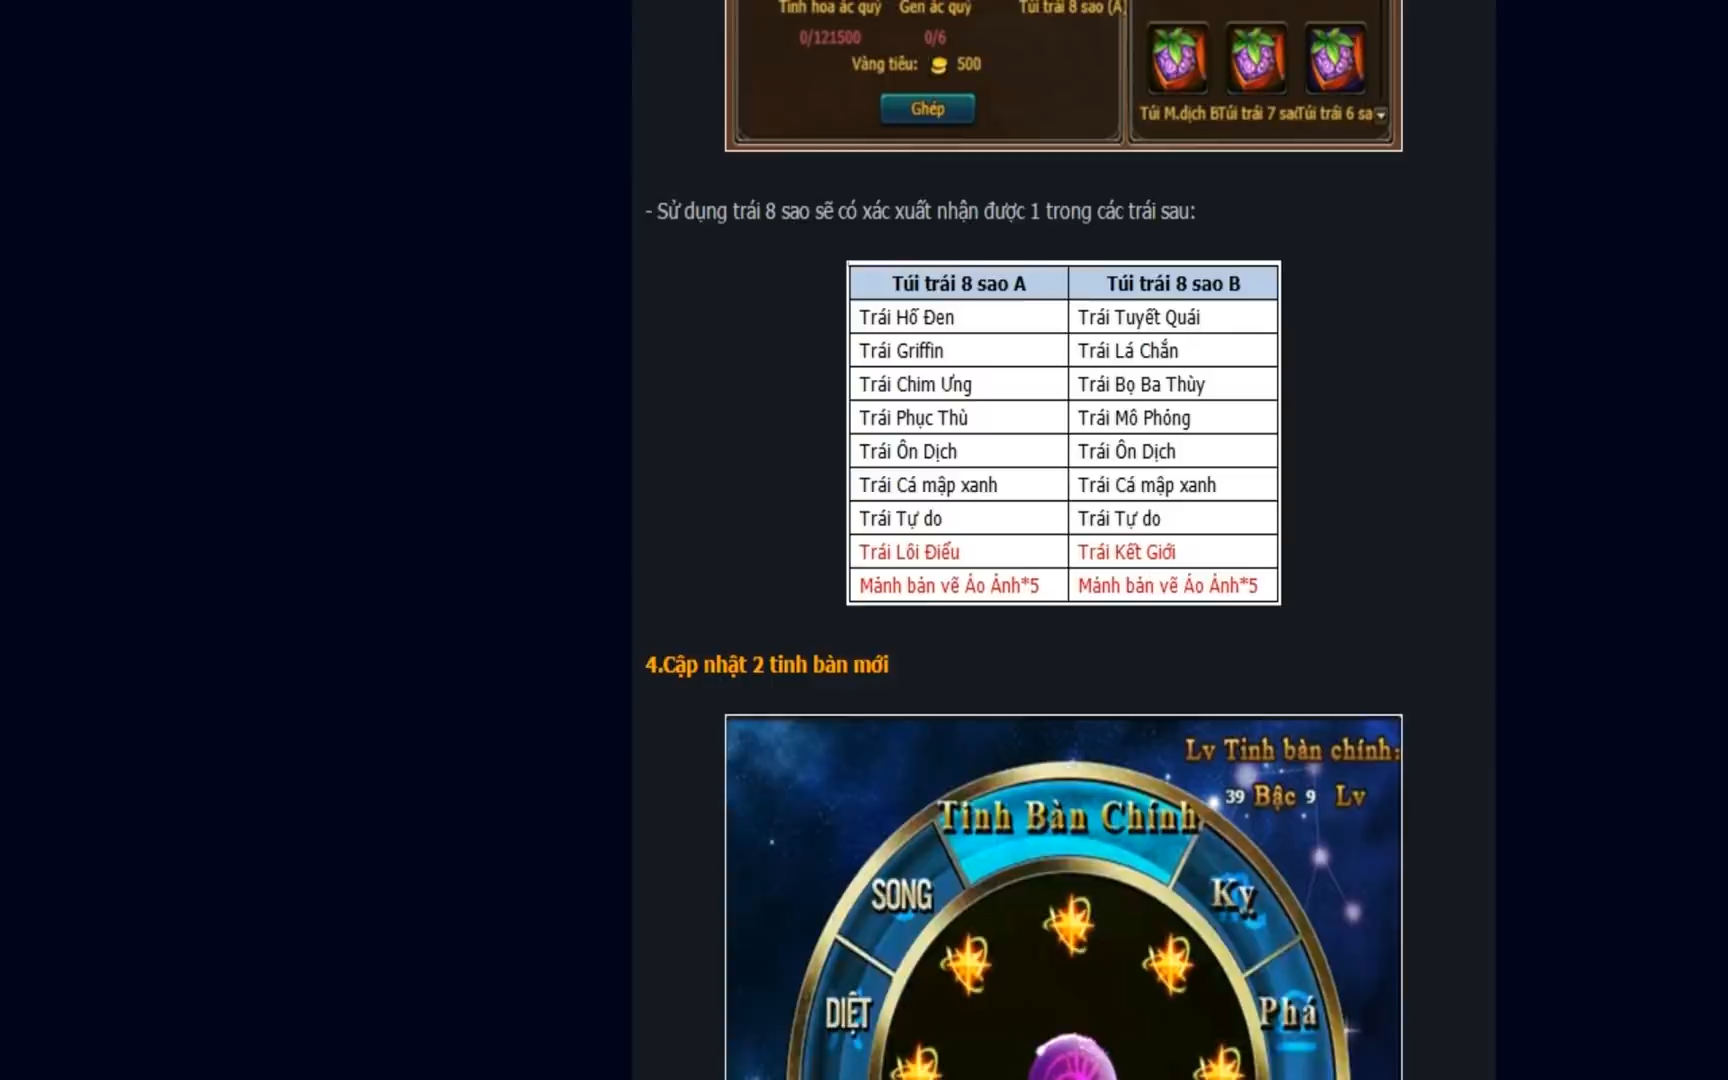 Tinh hoa ác quỷ Gen ác quỷ Túi trái 8 sao (A)
0/121500 0/6
Vàng tiêu: 500
Ghép
Túi M.dịch B Túi trái 7 sao Túi trái 6 sa
- Sử dụng trái 8 sao sẽ có xác xuất nhận được 1 trong các trái sau:
Túi trái 8 sao A Túi trái 8 sao B
Trái Hố Đen Trái Tuyết Quái
Trái Griffin Trái Lá Chắn
Trái Chim Ưng Trái Bọ Ba Thùy
Trái Phục Thù Trái Mô Phỏng
Trái Ôn Dịch Trái Ôn Dịch
Trái Cá mập xanh Trái Cá mập xanh
Trái Tự do Trái Tự do
Trái Lôi Điểu Trái Kết Giới
Mảnh bản vẽ Ảo Ảnh*5 Mảnh bản vẽ Ảo Ảnh*5
4.Cập nhật 2 tinh bàn mới
Lv Tinh bàn chính:
39 Bậc 9 Lv
Tinh Bàn Chính
SONG Kỵ
DIỆT Phá